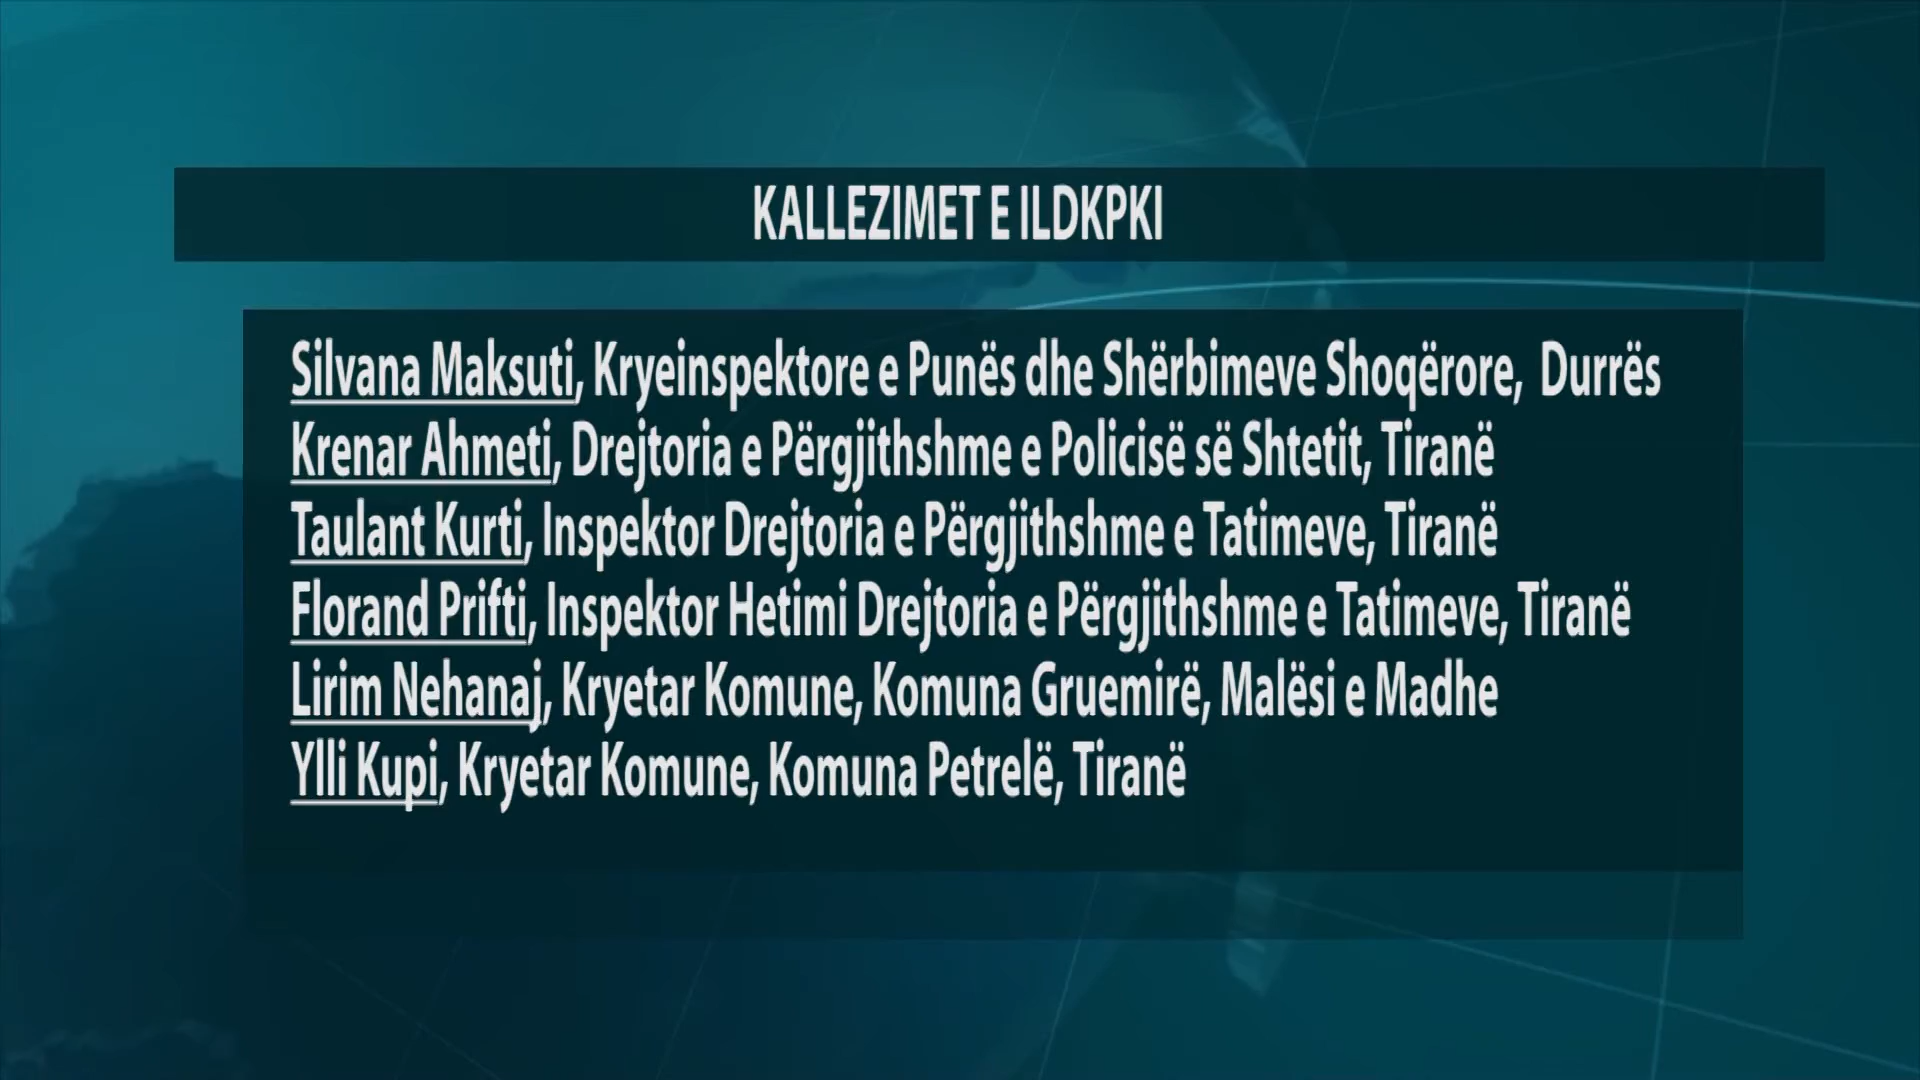 KALLEZIMET E ILDKPKI
Silvana Maksuti, Kryeinspektore e Punës dhe Shërbimeve Shoqërore, Durrës
Krenar Ahmeti, Drejtoria e Përgjithshme e Policisë së Shtetit, Tiranë
Taulant Kurti, Inspektor Drejtoria e Përgjithshme e Tatimeve, Tiranë
Florand Prifti, Inspektor Hetimi Drejtoria e Përgjithshme e Tatimeve, Tiranë
Lirim Nehanaj, Kryetar Komune, Komuna Gruemirë, Malësi e Madhe
Ylli Kupi, Kryetar Komune, Komuna Petrelë, Tiranë